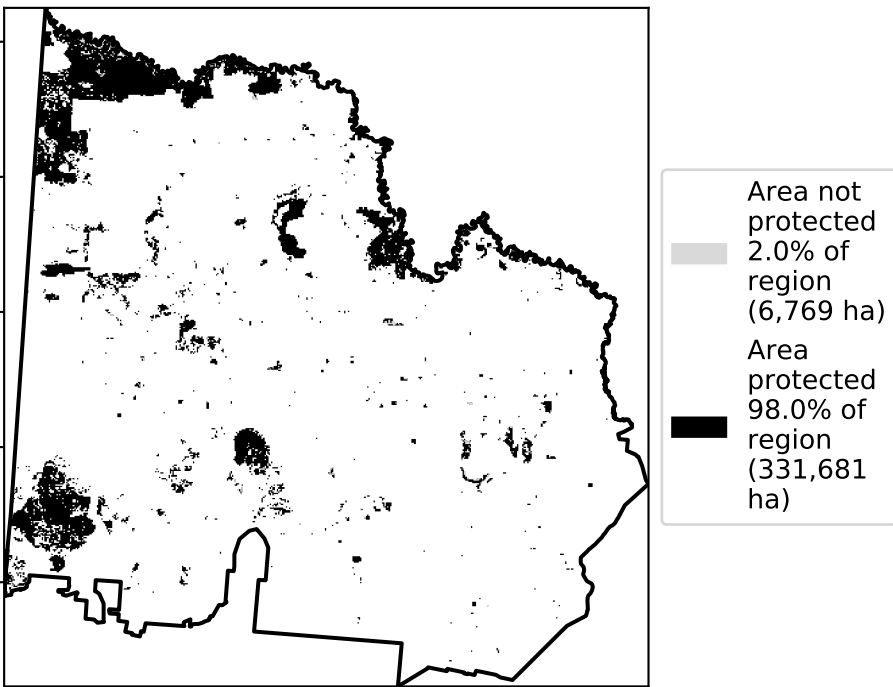 Area not
protected
2.0% of
region
(6,769 ha)
Area
protected
98.0% of
region
(331,681
ha)